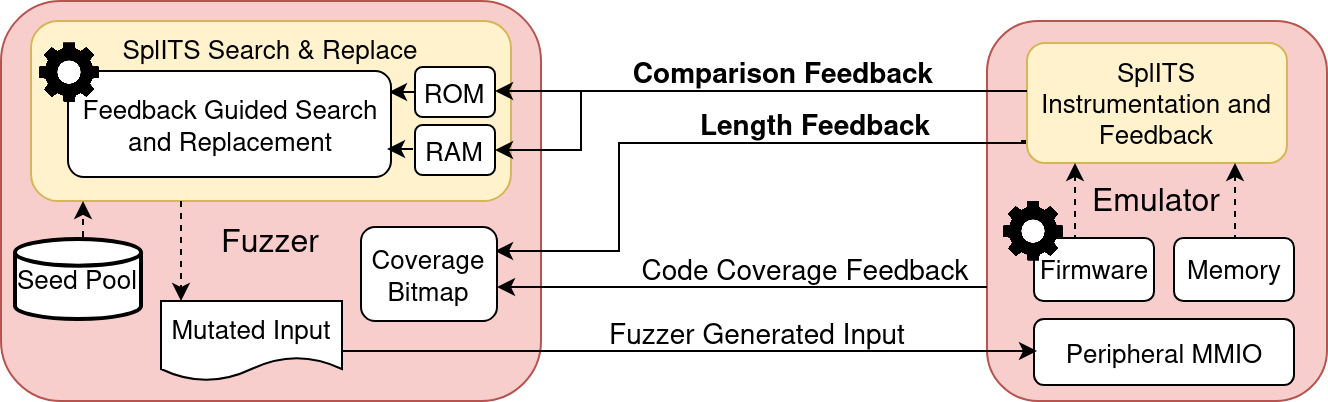 SplITS Search & Replace
Feedback Guided Search
and Replacement
ROM
RAM
Seed Pool
Fuzzer
Coverage
Bitmap
Mutated Input
Comparison Feedback
Length Feedback
Code Coverage Feedback
Fuzzer Generated Input
SplITS
Instrumentation and
Feedback
Emulator
Firmware
Memory
Peripheral MMIO